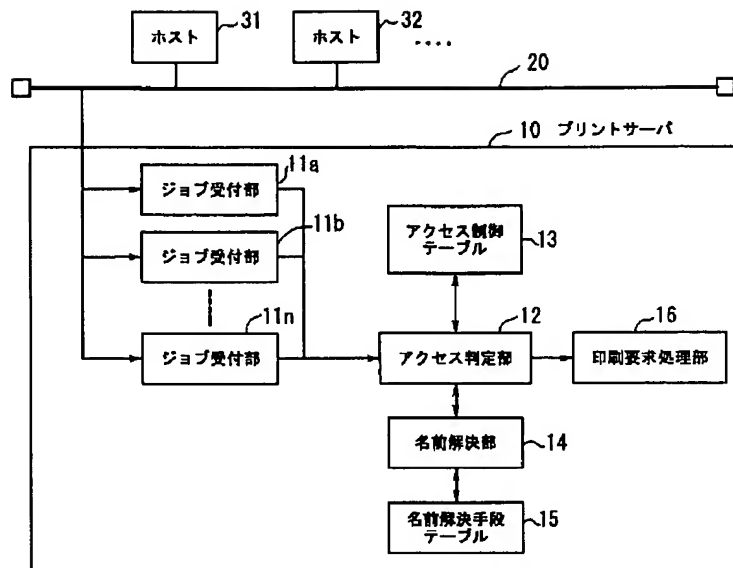 31
ホスト
32
ホスト
....
20
10 プリントサーバ
11a
ジョブ受付部
11b
ジョブ受付部
11n
ジョブ受付部
アクセス制御
テーブル
13
12
アクセス判定部
16
印刷要求処理部
名前解決部
14
名前解決手段
テーブル
15